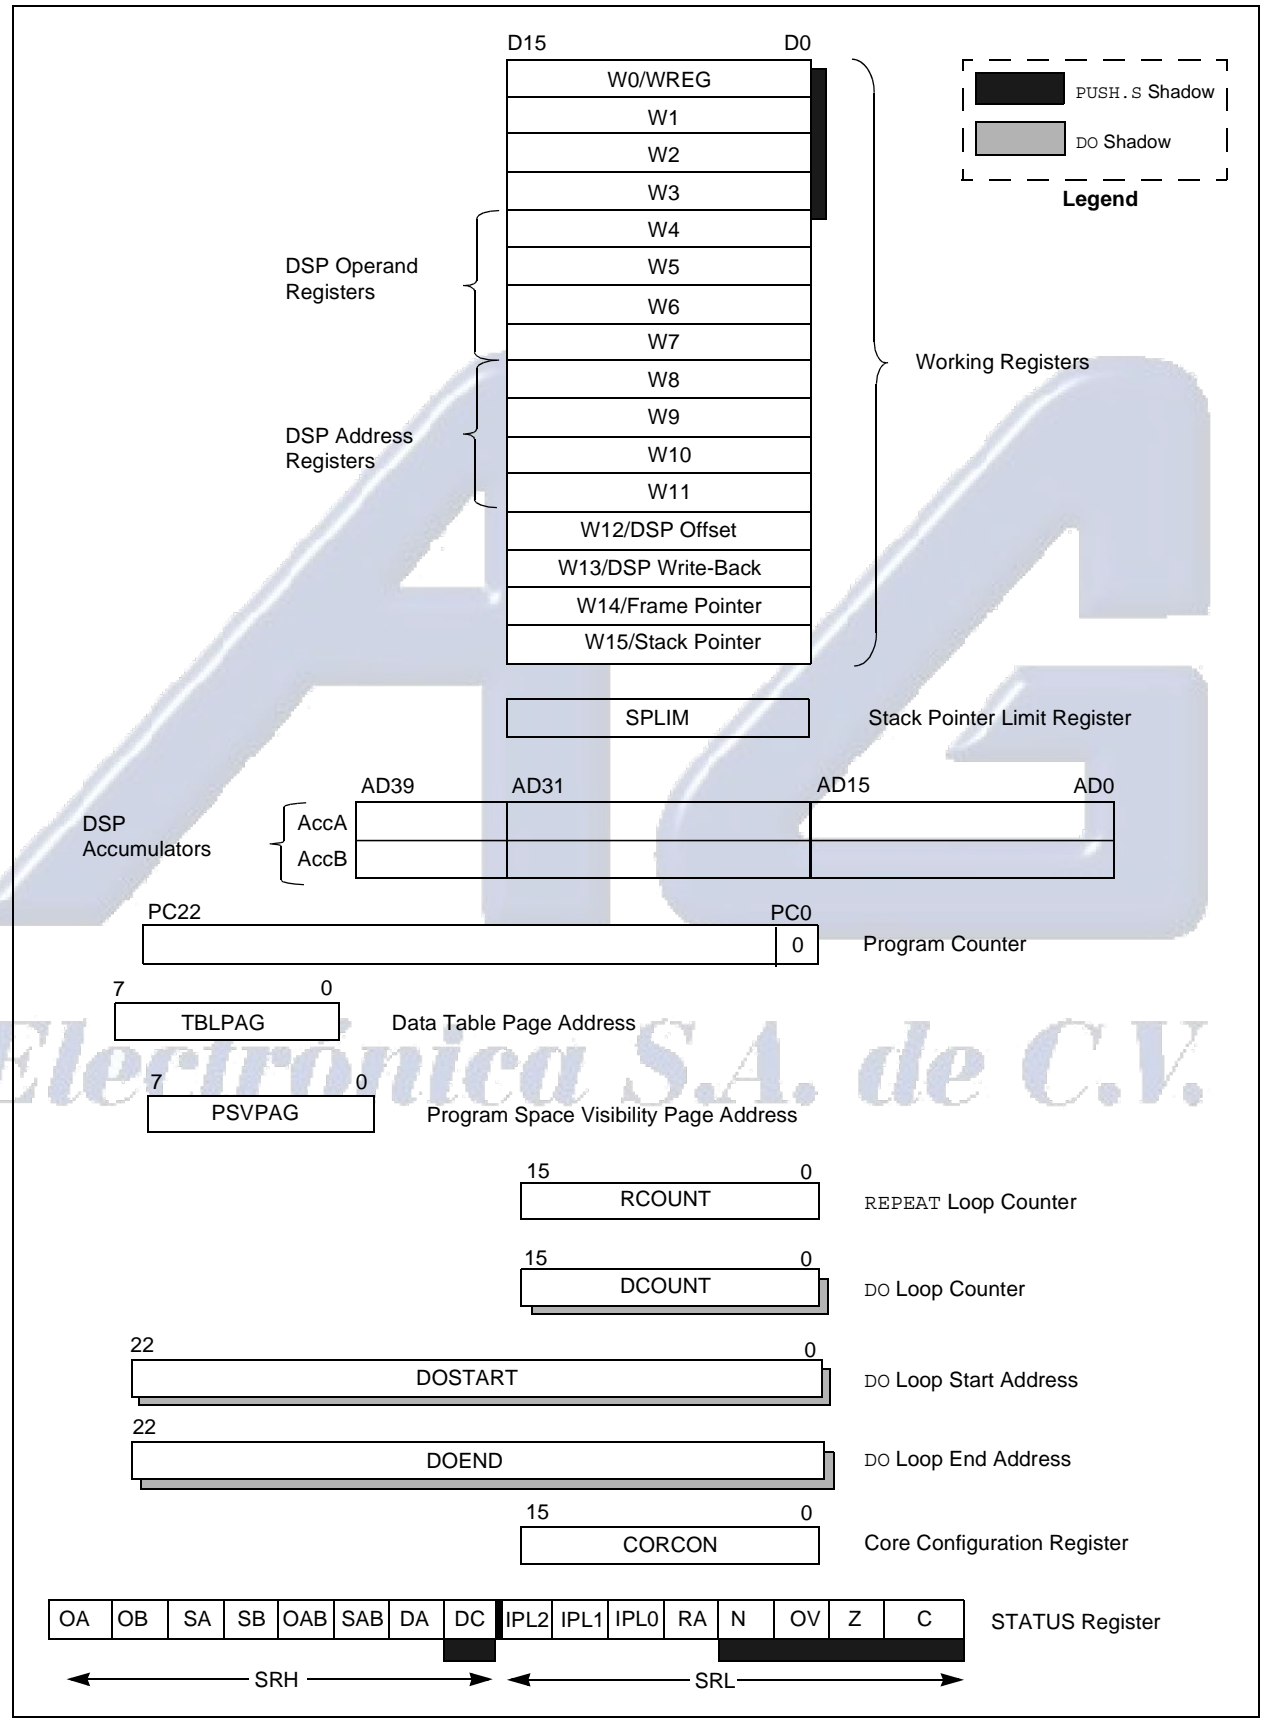 D15 D0
W0/WREG
W1
W2
W3
W4
W5
W6
W7
W8
W9
W10
W11
W12/DSP Offset
W13/DSP Write-Back
W14/Frame Pointer
W15/Stack Pointer
PUSH.S Shadow
DO Shadow
Legend
DSP Operand
Registers
DSP Address
Registers
Working Registers
SPLIM Stack Pointer Limit Register
AD39 AD31 AD15 AD0
DSP
Accumulators
AccA
AccB
PC22 PC0
0 Program Counter
7 0
TBLPAG Data Table Page Address
Electrónica S.A. de C.V.
7 0
PSVPAG Program Space Visibility Page Address
15 0
RCOUNT REPEAT Loop Counter
15 0
DCOUNT DO Loop Counter
22 0
DOSTART DO Loop Start Address
22
DOEND DO Loop End Address
15 0
CORCON Core Configuration Register
OA OB SA SB OAB SAB DA DC IPL2 IPL1 IPL0 RA N OV Z C STATUS Register
SRH SRL
AG